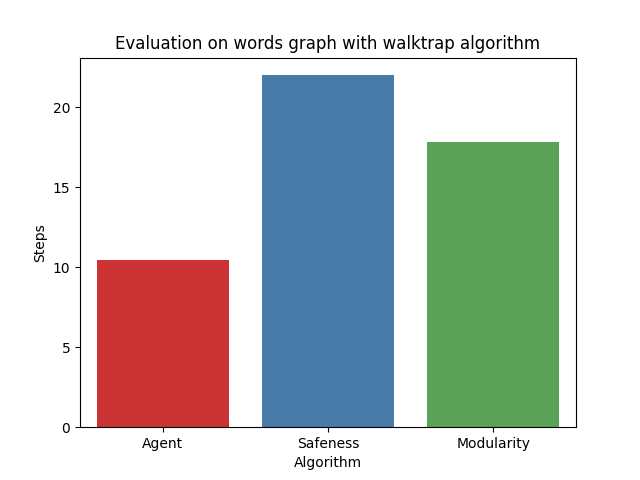 Evaluation on words graph with walktrap algorithm
20
15
10
5
0
Steps
Agent
Safeness
Modularity
Algorithm